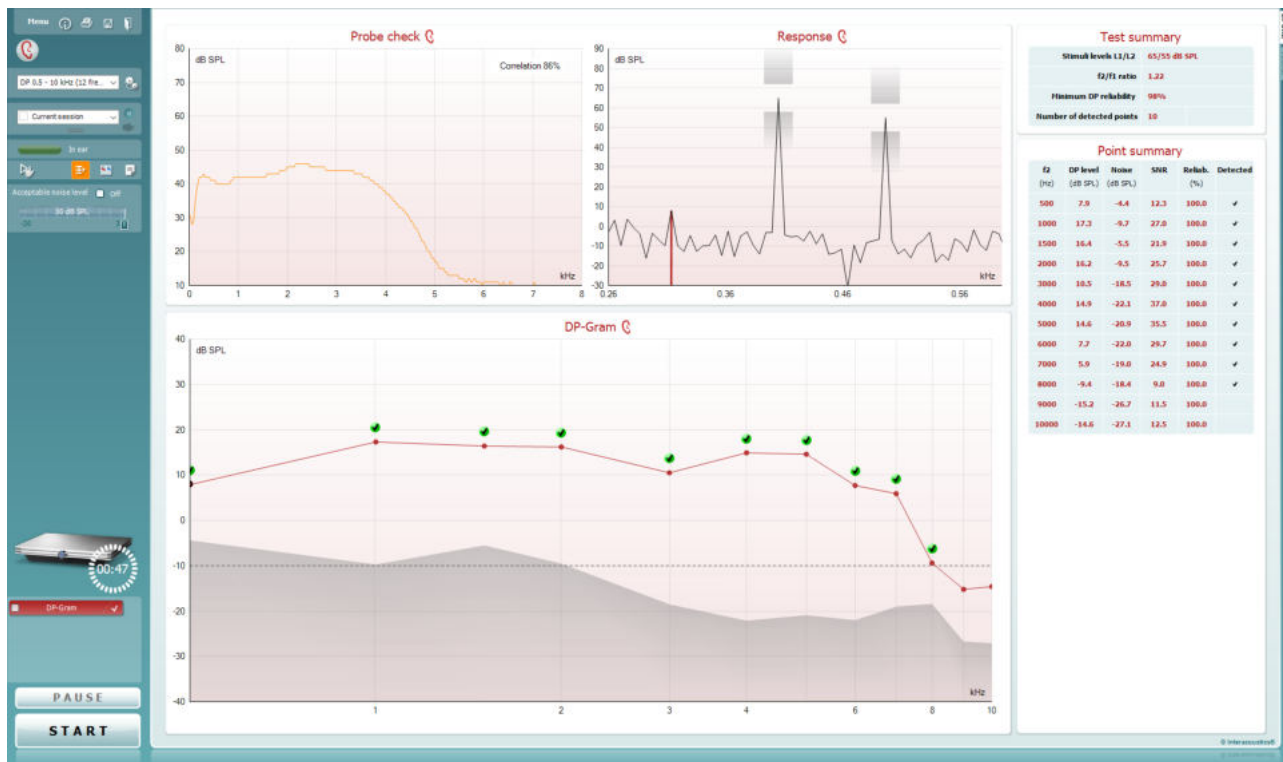 Menu
DP 0.5 - 10 kHz (12 fre...
Current session
In ear
Acceptable noise level Off
30 dB SPL
-30
00:47
DP-Gram
PAUSE
START
Probe check
80
dB SPL
Correlation 86%
70
60
50
40
30
20
kHz
10
0 1 2 3 4 5 6 7 8
Response
90
dB SPL
80
70
60
50
40
30
20
10
0
-10
-20
kHz
-30
0.26 0.36 0.46 0.56
DP-Gram
40
dB SPL
30
20
10
0
-10
-20
-30
kHz
-40
1 2 3 4 6 8 10
Test summary
Stimuli levels L1/L2 65/55 dB SPL
f2/f1 ratio 1.22
Minimum DP reliability 98%
Number of detected points 10
Point summary
f2 DP level Noise SNR Reliab. Detected
(Hz) (dB SPL) (dB SPL) (%)
500 7.9 -4.4 12.3 100.0
1000 17.3 -9.7 27.0 100.0
1500 16.4 -5.5 21.9 100.0
2000 16.2 -9.5 25.7 100.0
3000 10.5 -18.5 29.0 100.0
4000 14.9 -22.1 37.0 100.0
5000 14.6 -20.9 35.5 100.0
6000 7.7 -22.0 29.7 100.0
7000 5.9 -19.0 24.9 100.0
8000 -9.4 -18.4 9.0 100.0
9000 -15.2 -26.7 11.5 100.0
10000 -14.6 -27.1 12.5 100.0
© Interacoustics®